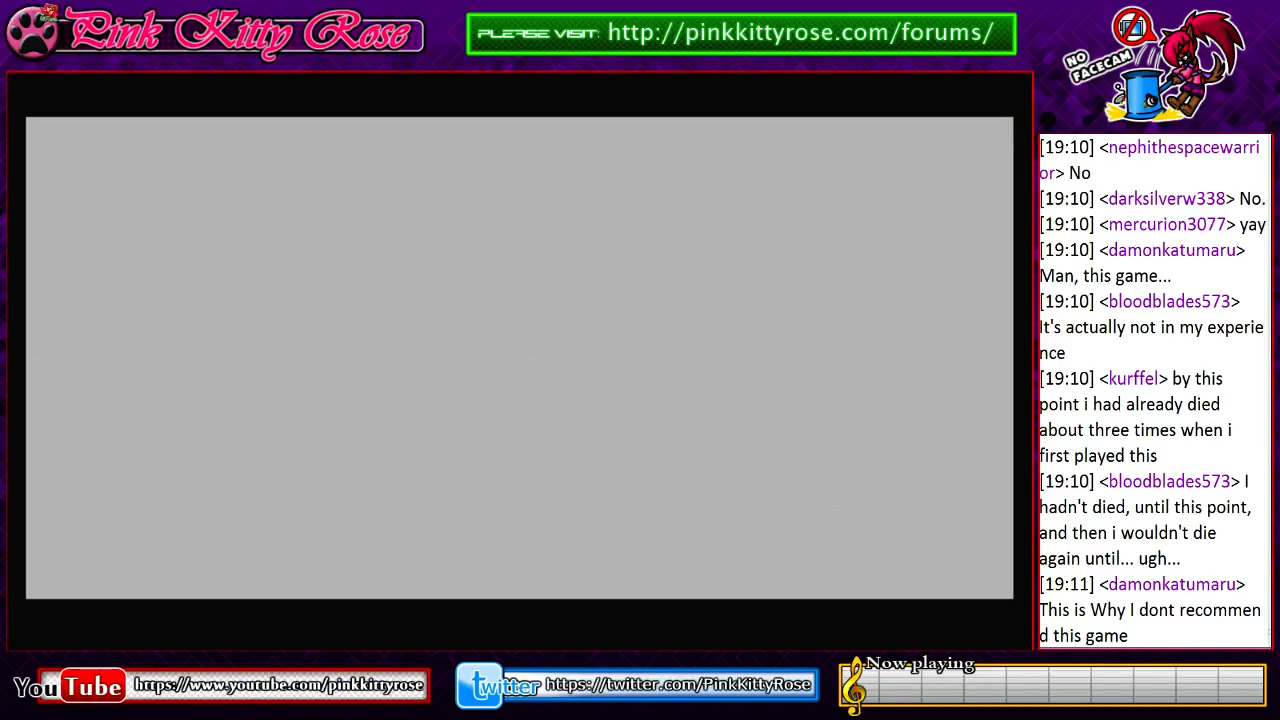 Pink Kitty Rose
PLEASE VISIT: http://pinkkittyrose.com/forums/
NO FACECAM
[19:10] <nephithespacewarri
or> No
[19:10] <darksilverw338> No.
[19:10] <mercurion3077> yay
[19:10] <damonkatumaru>
Man, this game...
[19:10] <bloodblades573>
It's actually not in my experie
nce
[19:10] <kurffel> by this
point i had already died
about three times when i
first played this
[19:10] <bloodblades573> I
hadn't died, until this point,
and then i wouldn't die
again until... ugh...
[19:11] <damonkatumaru>
This is Why I dont recommen
d this game
YouTube https://www.youtube.com/pinkkittyrose
twitter https://twitter.com/PinkKittyRose
Now playing